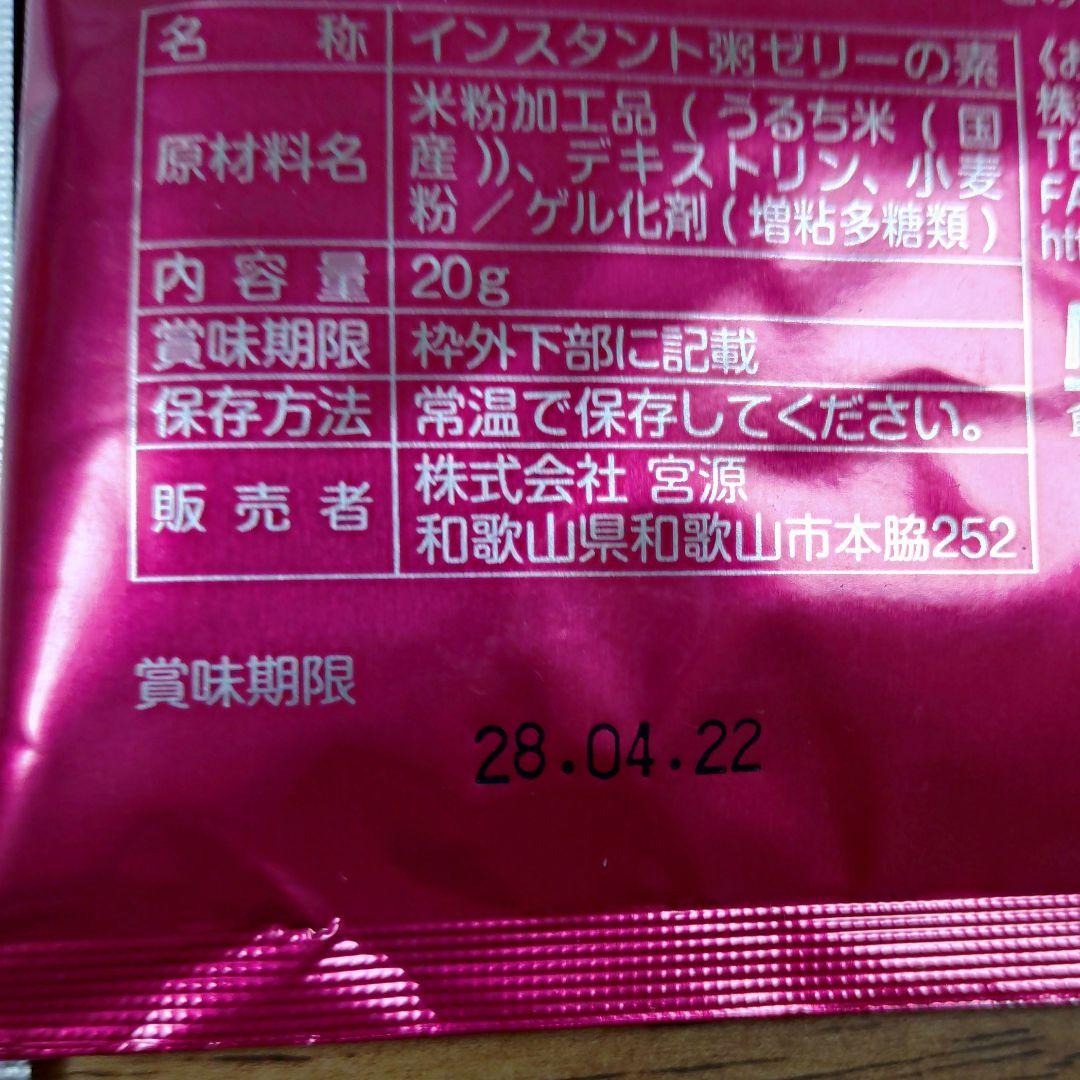 名称 インスタント粥ゼリーの素
原材料名
米粉加工品(うるち米(国
産))、デキストリン、小麦
粉/ゲル化剤(増粘多糖類)
内容量 20g
賞味期限 枠外下部に記載
保存方法 常温で保存してください。
販売者
株式会社 宮源
和歌山県和歌山市本脇252
賞味期限
28.04.22
〈お
株
TE
FA
htt